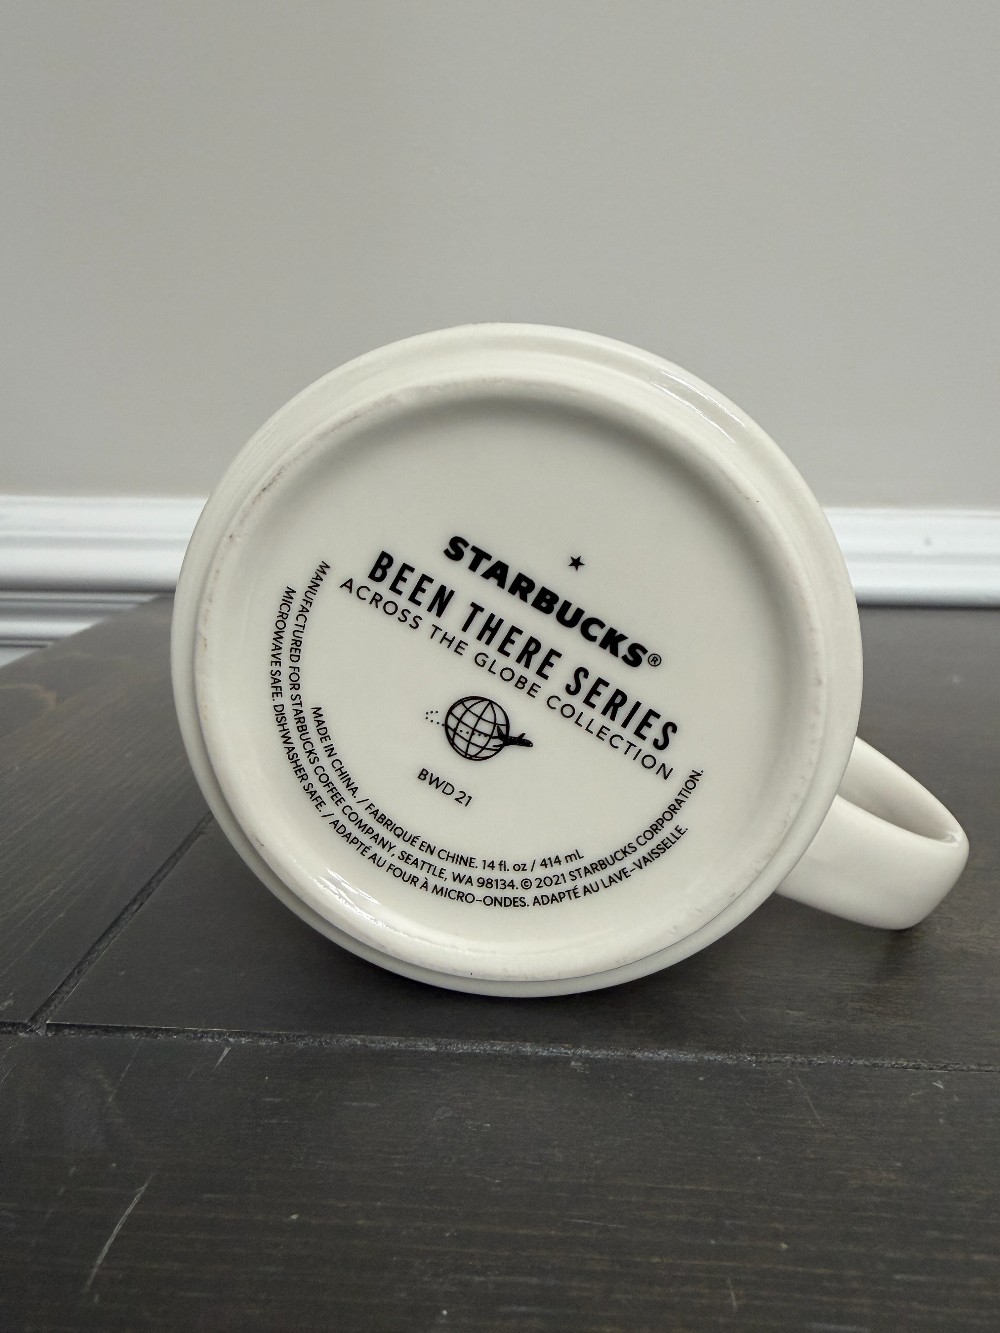 STARBUCKS®
BEEN THERE SERIES
ACROSS THE GLOBE COLLECTION
BWD 21
MADE IN CHINA. / FABRIQUÉ EN CHINE. 14 fl. oz / 414 mL
MANUFACTURED FOR STARBUCKS COFFEE COMPANY, SEATTLE, WA 98134. © 2021 STARBUCKS CORPORATION.
MICROWAVE SAFE. DISHWASHER SAFE. / ADAPTÉ AU FOUR À MICRO-ONDES. ADAPTÉ AU LAVE-VAISSELLE.